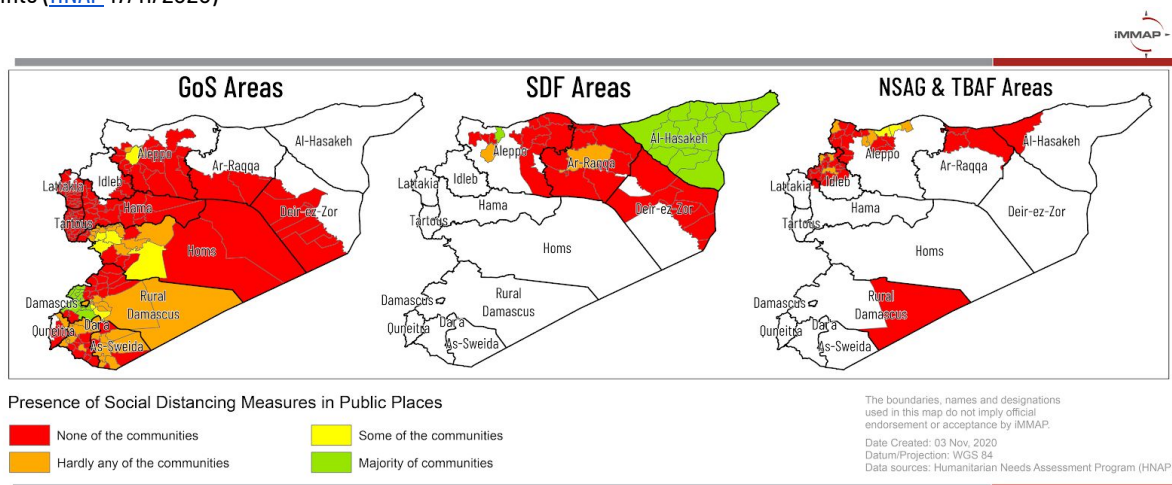 nts (HNAP 17/11/2020)
iMMAP
GoS Areas
SDF Areas
NSAG & TBAF Areas
Al-Hasakeh
Aleppo
Ar-Raqqa
Lattakia
Idleb
Hama
Deir-ez-Zor
Tartous
Homs
Rural
Damascus
Damascus
Quneitra
Dar'a
As-Sweida
Al-Hasakeh
Aleppo
Ar-Raqqa
Lattakia
Idleb
Hama
Deir-ez-Zor
Tartous
Homs
Rural
Damascus
Damascus
Quneitra
Dar'a
As-Sweida
Al-Hasakeh
Aleppo
Ar-Raqqa
Lattakia
Idleb
Hama
Deir-ez-Zor
Tartous
Homs
Rural
Damascus
Damascus
Quneitra
Dar'a
As-Sweida
Presence of Social Distancing Measures in Public Places
None of the communities
Some of the communities
Hardly any of the communities
Majority of communities
The boundaries, names and designations
used in this map do not imply official
endorsement or acceptance by iMMAP.
Date Created: 03 Nov, 2020
Datum/Projection: WGS 84
Data sources: Humanitarian Needs Assessment Program (HNAP